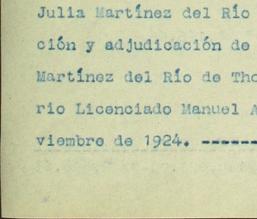 Julia Martínez del Río
ción y adjudicación de
Martínez del Río de Tho
rio Licenciado Manuel A
viembre de 1924. -------